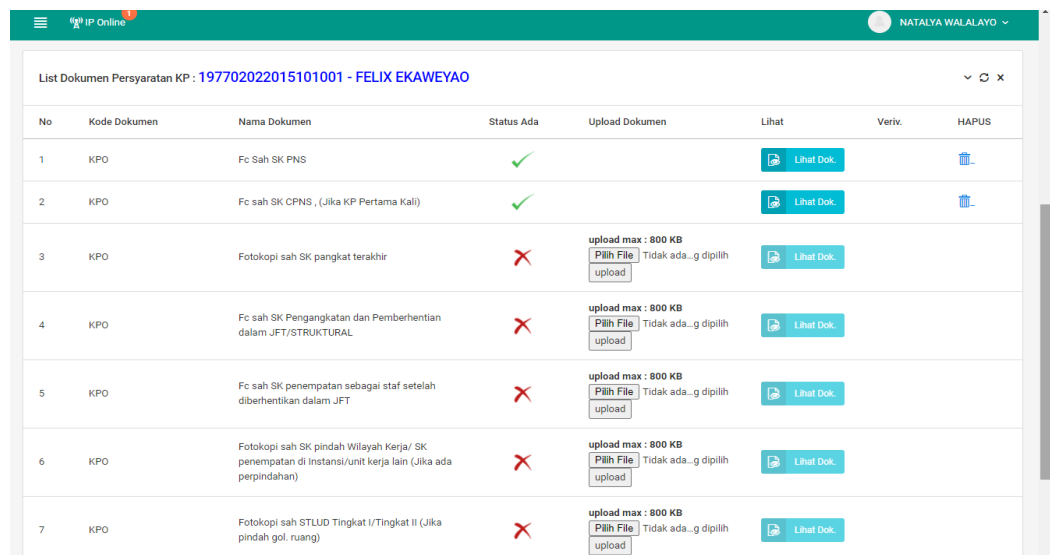 1
IP Online
NATALYA WALALAYO
List Dokumen Persyaratan KP : 197702022015101001 - FELIX EKAWEYAO
No Kode Dokumen Nama Dokumen Status Ada Upload Dokumen Lihat Veriv. HAPUS
1 KPO Fc Sah SK PNS Lihat Dok.
2 KPO Fc sah SK CPNS , (Jika KP Pertama Kali) Lihat Dok.
upload max : 800 KB
3 KPO Fotokopi sah SK pangkat terakhir Pilih File Tidak ada...g dipilih Lihat Dok.
upload
upload max : 800 KB
Fc sah SK Pengangkatan dan Pemberhentian
4 KPO Pilih File Tidak ada...g dipilih Lihat Dok.
dalam JFT/STRUKTURAL
upload
upload max : 800 KB
Fc sah SK penempatan sebagai staf setelah
5 KPO Pilih File Tidak ada...g dipilih Lihat Dok.
diberhentikan dalam JFT
upload
upload max : 800 KB
Fotokopi sah SK pindah Wilayah Kerja/ SK
6 KPO penempatan di Instansi/unit kerja lain (Jika ada Pilih File Tidak ada...g dipilih Lihat Dok.
perpindahan)
upload
upload max : 800 KB
Fotokopi sah STLUD Tingkat I/Tingkat II (Jika
7 KPO Pilih File Tidak ada...g dipilih Lihat Dok.
pindah gol. ruang)
upload